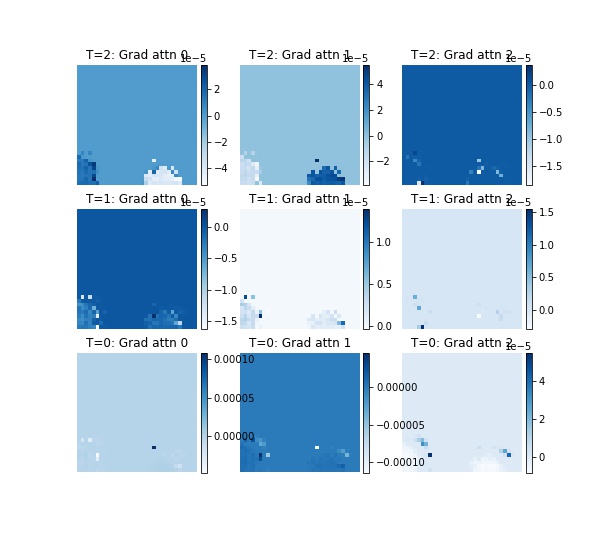 T=2: Grad attn 0
1e−5
T=2: Grad attn 1
1e−5
T=2: Grad attn 2
1e−5
2
0
−2
−4
4
2
0
−2
0.0
−0.5
−1.0
−1.5
T=1: Grad attn 0
1e−5
T=1: Grad attn 1
1e−5
T=1: Grad attn 2
1e−5
0.0
−0.5
−1.0
−1.5
1.0
0.5
0.0
1.5
1.0
0.5
0.0
T=0: Grad attn 0
T=0: Grad attn 1
T=0: Grad attn 2
1e−5
0.00010
0.00005
0.00000
0.00000
−0.00005
−0.00010
4
2
0